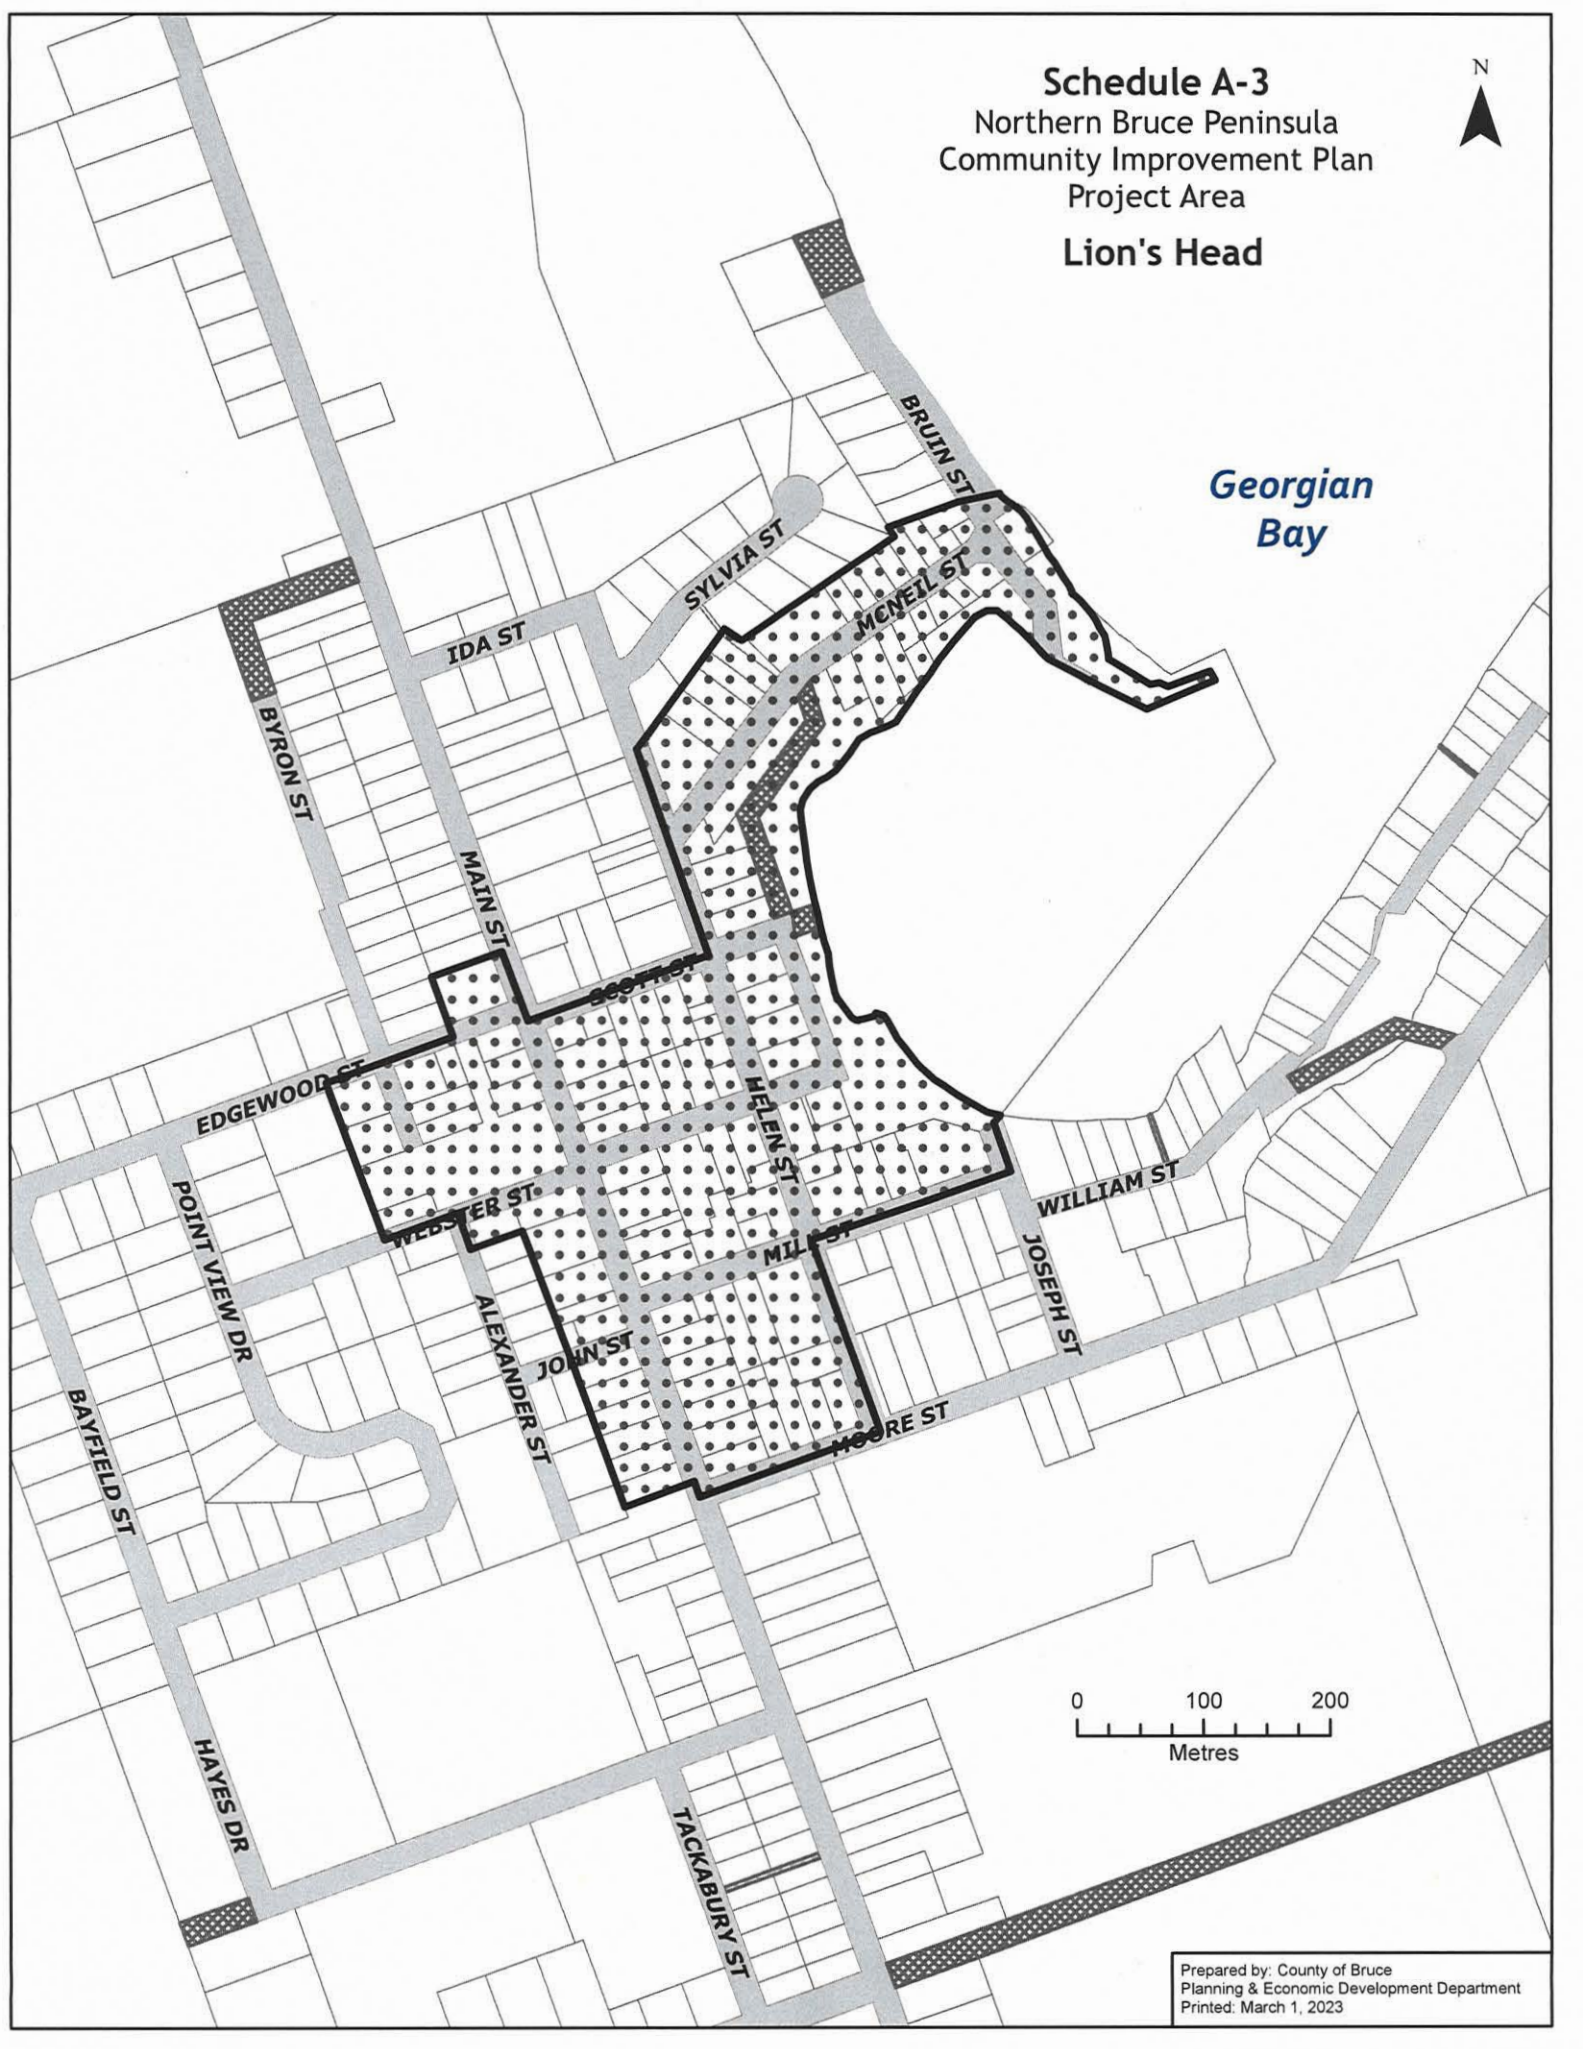 Schedule A-3
Northern Bruce Peninsula
Community Improvement Plan
Project Area
Lion's Head
N
BRUIN ST
Georgian
Bay
SYLVIA ST
MCNEIL ST
IDA ST
BYRON ST
MAIN ST
SCOTT ST
EDGEWOOD ST
HELEN ST
WEBSTER ST
POINT VIEW DR
WILLIAM ST
MILL ST
JOSEPH ST
ALEXANDER ST
JOHN ST
BAYFIELD ST
MOORE ST
HAYES DR
TACKABURY ST
0 100 200
Metres
Prepared by: County of Bruce
Planning & Economic Development Department
Printed: March 1, 2023